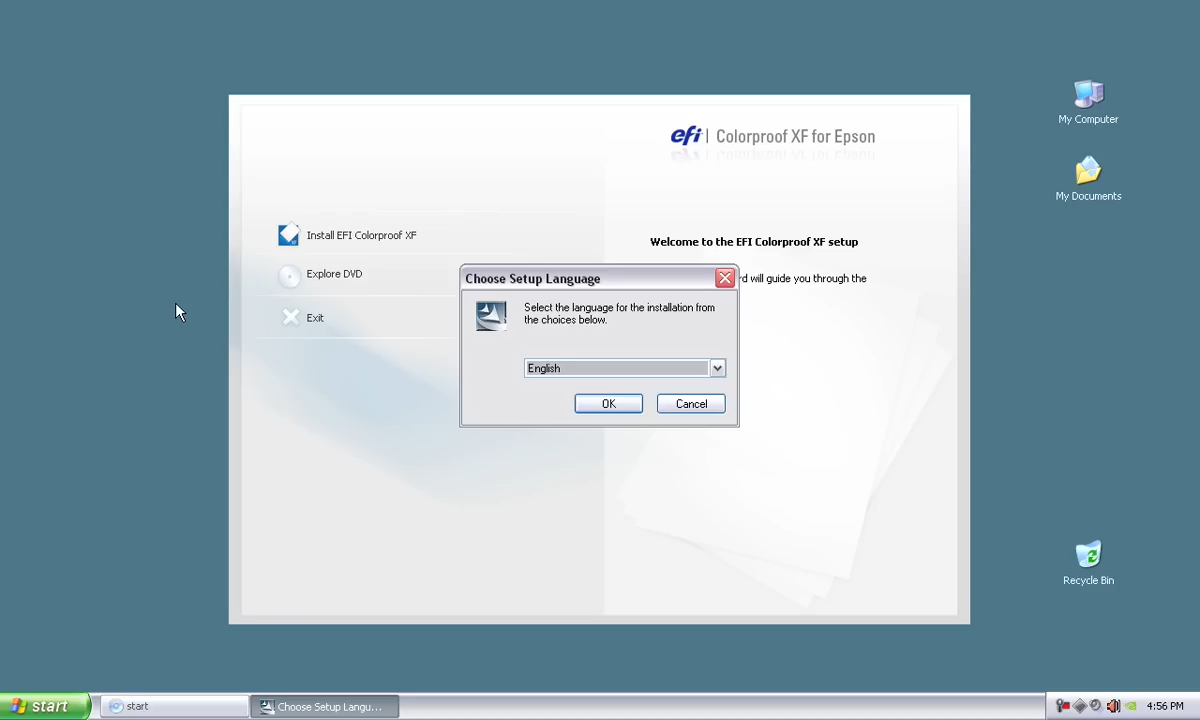 efi | Colorproof XF for Epson
My Computer
My Documents
Install EFI Colorproof XF
Explore DVD
Exit
Welcome to the EFI Colorproof XF setup
rd will guide you through the
Choose Setup Language
Select the language for the installation from
the choices below.
English
OK
Cancel
Recycle Bin
start
start
Choose Setup Langu...
4:56 PM